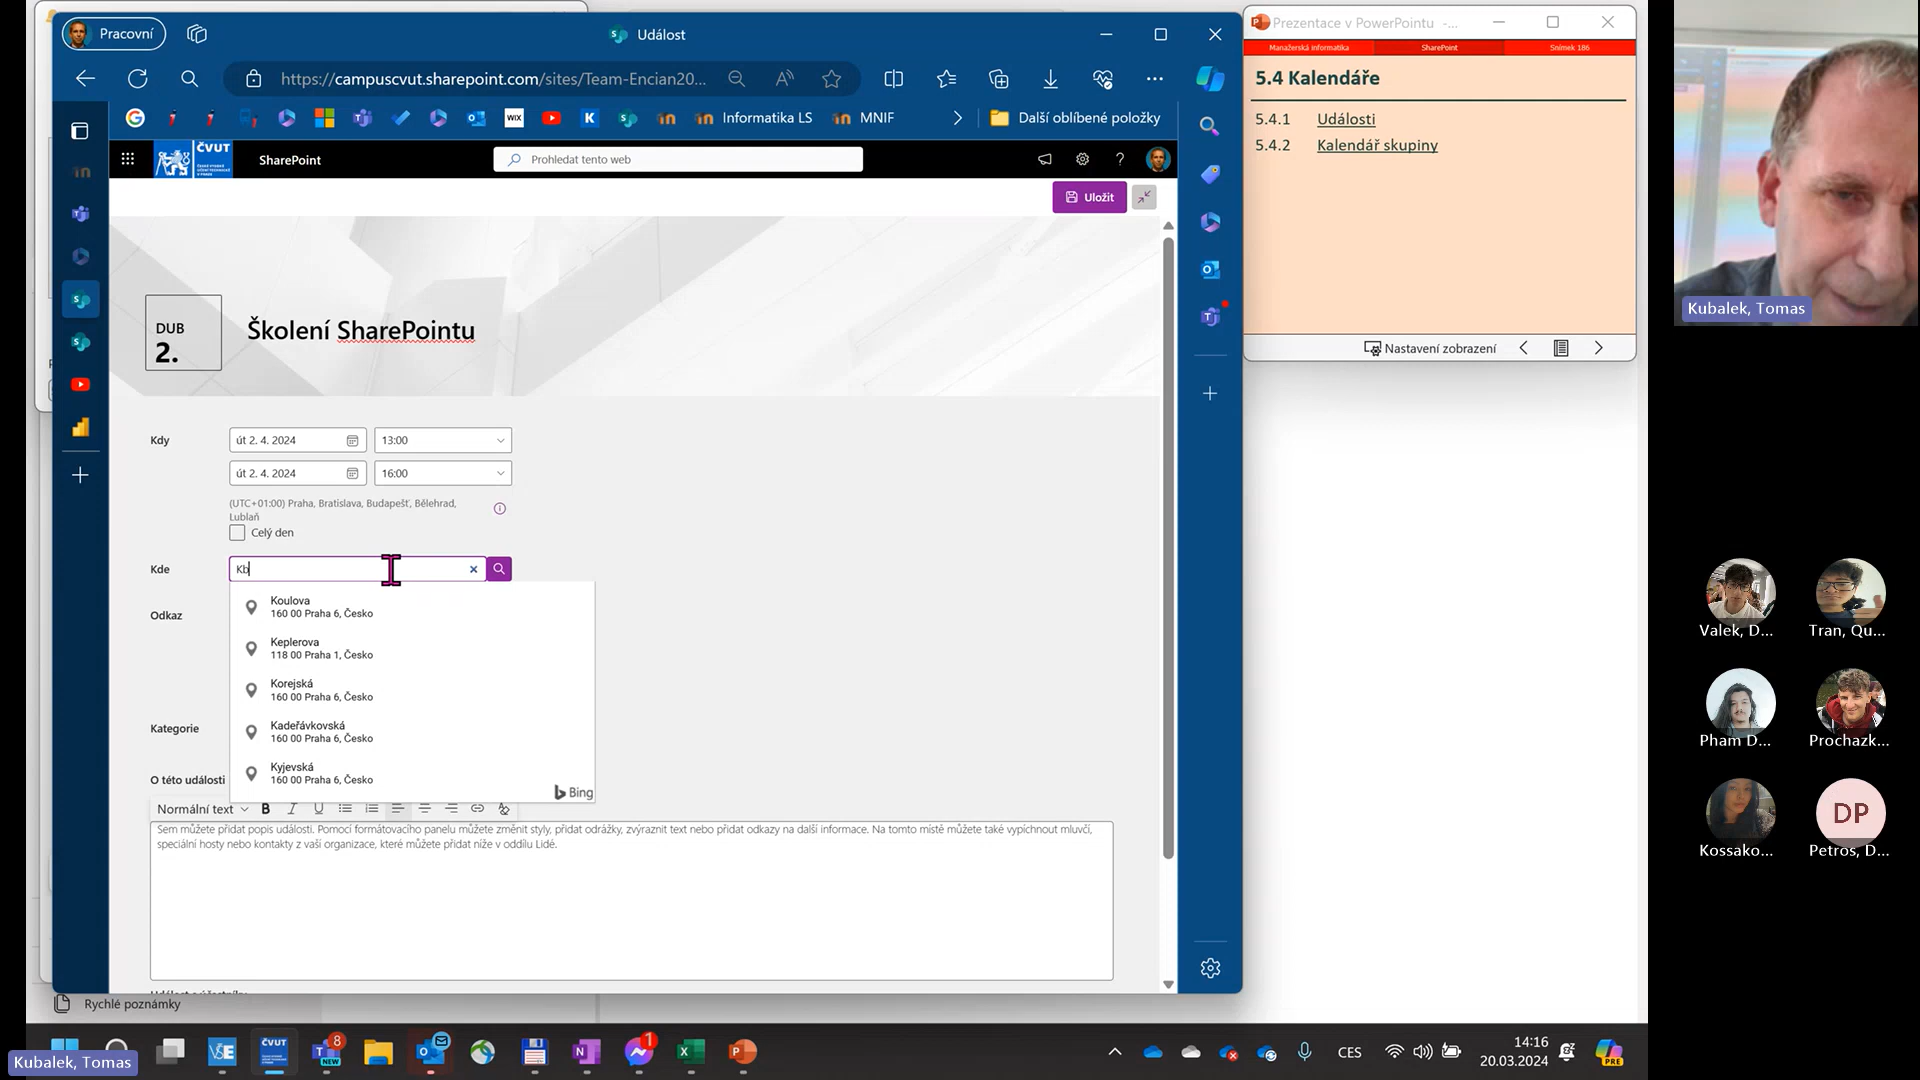 Pracovní
Událost
https://campuscvut.sharepoint.com/sites/Team-Encian20...
Informatika LS
MNIF
Další oblíbené položky
ČVUT
SharePoint
Prohledat tento web
Uložit
DUB
2.
Školení SharePointu
Kdy
út 2. 4. 2024
13:00
út 2. 4. 2024
16:00
(UTC+01:00) Praha, Bratislava, Budapešť, Bělehrad,
Lublaň
Celý den
Kde
Kb
Koulova
160 00 Praha 6, Česko
Odkaz
Keplerova
118 00 Praha 1, Česko
Korejská
160 00 Praha 6, Česko
Kadeřávkovská
160 00 Praha 6, Česko
Kategorie
Kyjevská
160 00 Praha 6, Česko
O této události
Bing
Normální text
Sem můžete přidat popis události. Pomocí formátovacího panelu můžete změnit styly, přidat odrážky, zvýraznit text nebo přidat odkazy na další informace. Na tomto místě můžete také vypíchnout mluvčí,
speciální hosty nebo kontakty z vaší organizace, které můžete přidat níže v oddílu Lidé.
Rychlé poznámky
Prezentace v PowerPointu -...
Manažerská informatika
SharePoint
Snímek 186
5.4 Kalendáře
5.4.1 Události
5.4.2 Kalendář skupiny
Nastavení zobrazení
Kubalek, Tomas
Valek, D...
Tran, Qu...
Pham D...
Prochazk...
Kossako...
DP
Petros, D...
Kubalek, Tomas
8
NEW
1
CES
14:16
20.03.2024
PRE